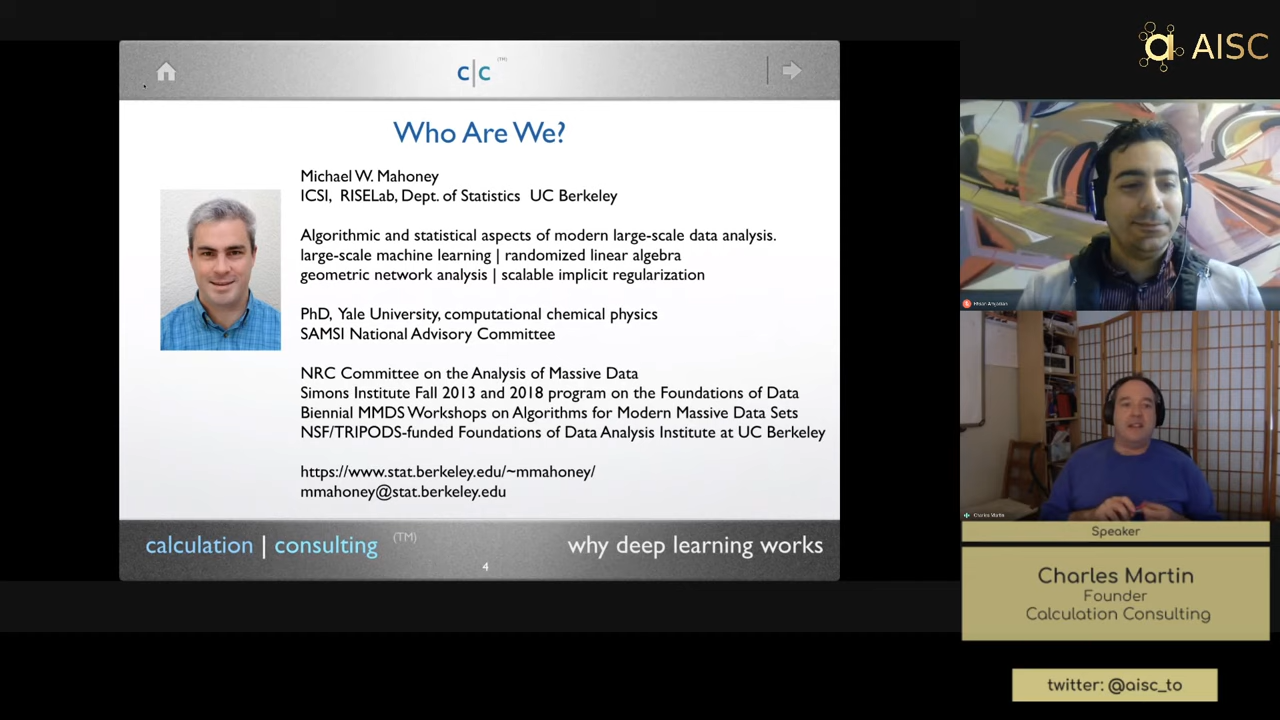 c|c (TM)
Who Are We?
Michael W. Mahoney
ICSI, RISELab, Dept. of Statistics UC Berkeley
Algorithmic and statistical aspects of modern large-scale data analysis.
large-scale machine learning | randomized linear algebra
geometric network analysis | scalable implicit regularization
PhD, Yale University, computational chemical physics
SAMSI National Advisory Committee
NRC Committee on the Analysis of Massive Data
Simons Institute Fall 2013 and 2018 program on the Foundations of Data
Biennial MMDS Workshops on Algorithms for Modern Massive Data Sets
NSF/TRIPODS-funded Foundations of Data Analysis Institute at UC Berkeley
https://www.stat.berkeley.edu/~mmahoney/
mmahoney@stat.berkeley.edu
calculation | consulting (TM)
why deep learning works
4
AISC
Charles Martin
Speaker
Charles Martin
Founder
Calculation Consulting
twitter: @aisc_to